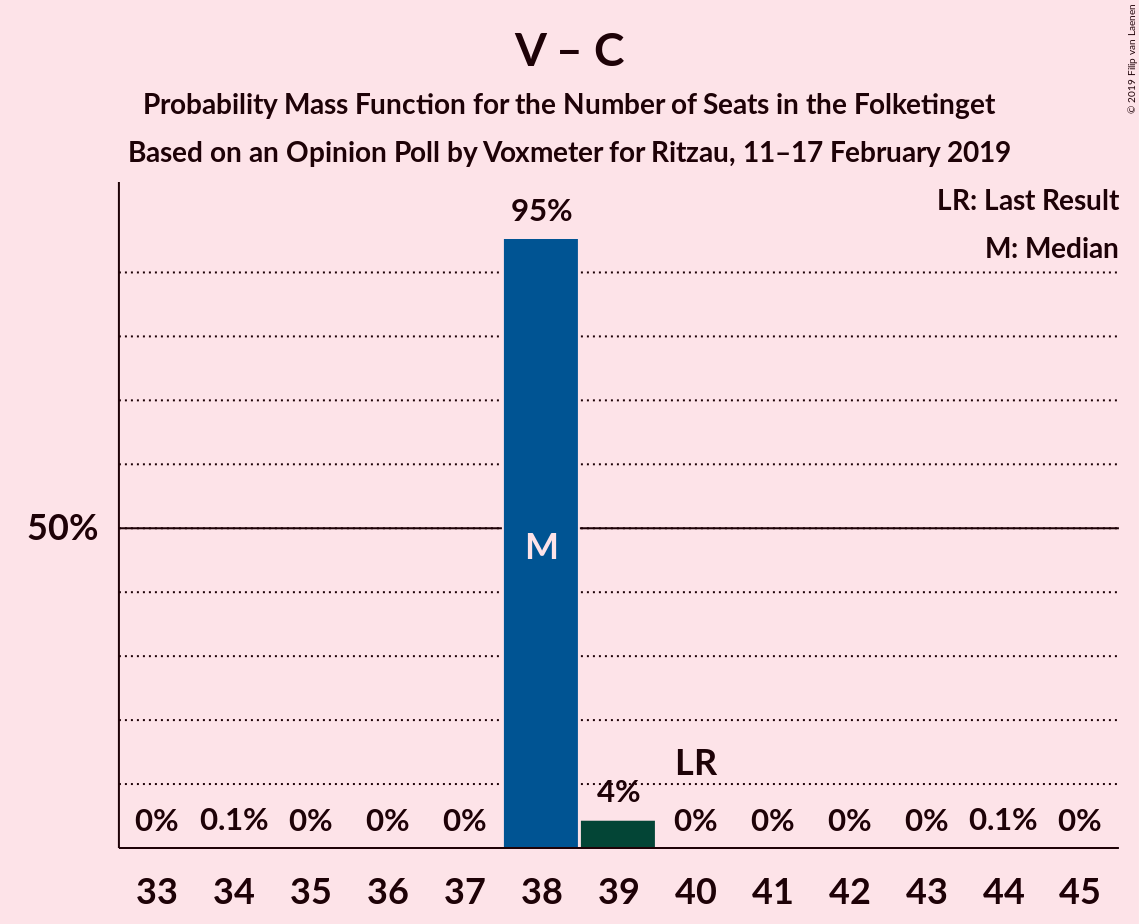 V – C
Probability Mass Function for the Number of Seats in the Folketinget
Based on an Opinion Poll by Voxmeter for Ritzau, 11–17 February 2019
© 2019 Filip van Laenen
LR: Last Result
M: Median
95%
50%
M
LR
4%
0% 0.1% 0% 0% 0% 0% 0% 0% 0% 0.1% 0%
33 34 35 36 37 38 39 40 41 42 43 44 45